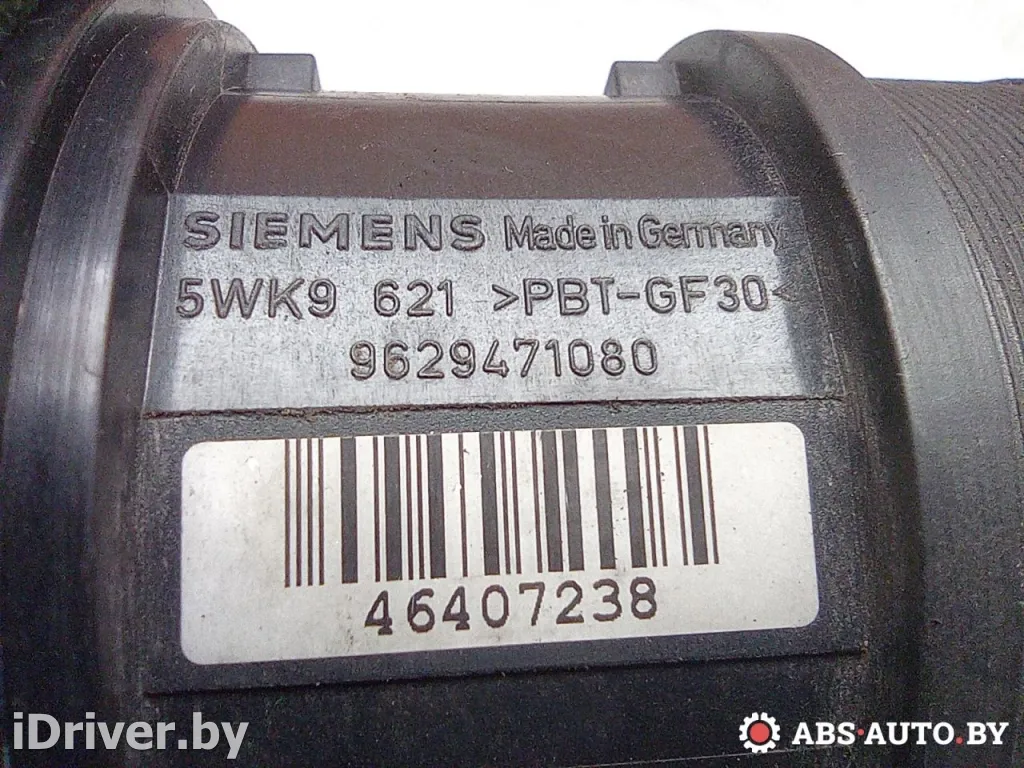 SIEMENS Made in Germany
5WK9 621 >PBT-GF30<
9629471080
46407238
iDriver.by
ABS-AUTO.BY